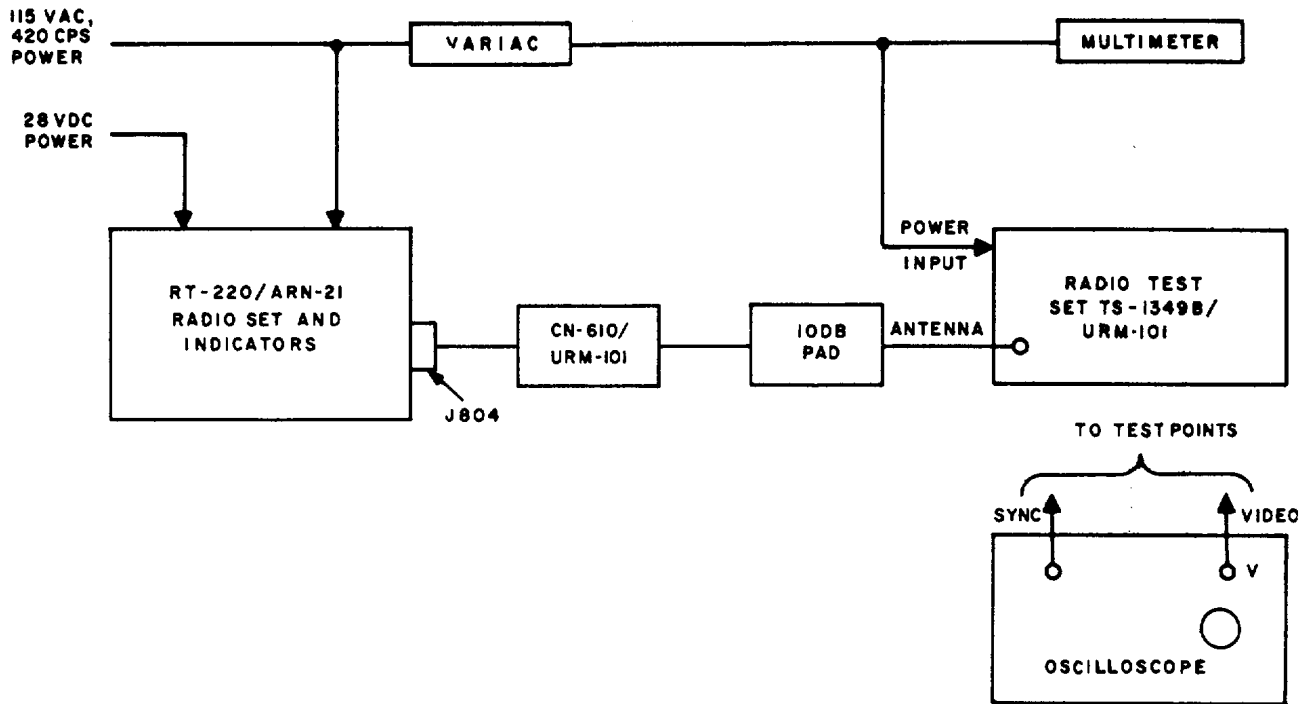 115 VAC,
420 CPS
POWER
VARIAC
MULTIMETER
28 VDC
POWER
POWER
INPUT
RT-220/ARN-21
RADIO SET AND
INDICATORS
J804
CN-610/
URM-101
10DB
PAD
ANTENNA
RADIO TEST
SET TS-1349B/
URM-101
TO TEST POINTS
SYNC
VIDEO
V
OSCILLOSCOPE